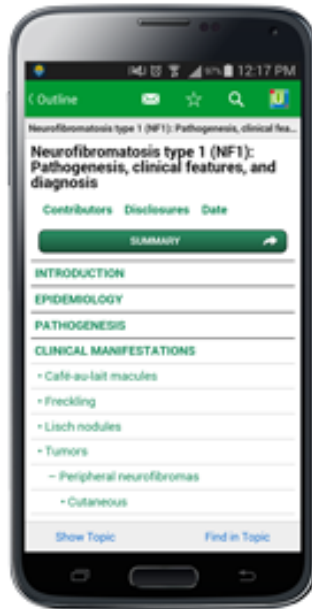 97% 12:17 PM
< Outline
Neurofibromatosis type 1 (NF1): Pathogenesis, clinical fea...
Neurofibromatosis type 1 (NF1):
Pathogenesis, clinical features, and
diagnosis
Contributors Disclosures Date
SUMMARY
INTRODUCTION
EPIDEMIOLOGY
PATHOGENESIS
CLINICAL MANIFESTATIONS
• Café-au-lait macules
• Freckling
• Lisch nodules
• Tumors
– Peripheral neurofibromas
• Cutaneous
Show Topic Find in Topic